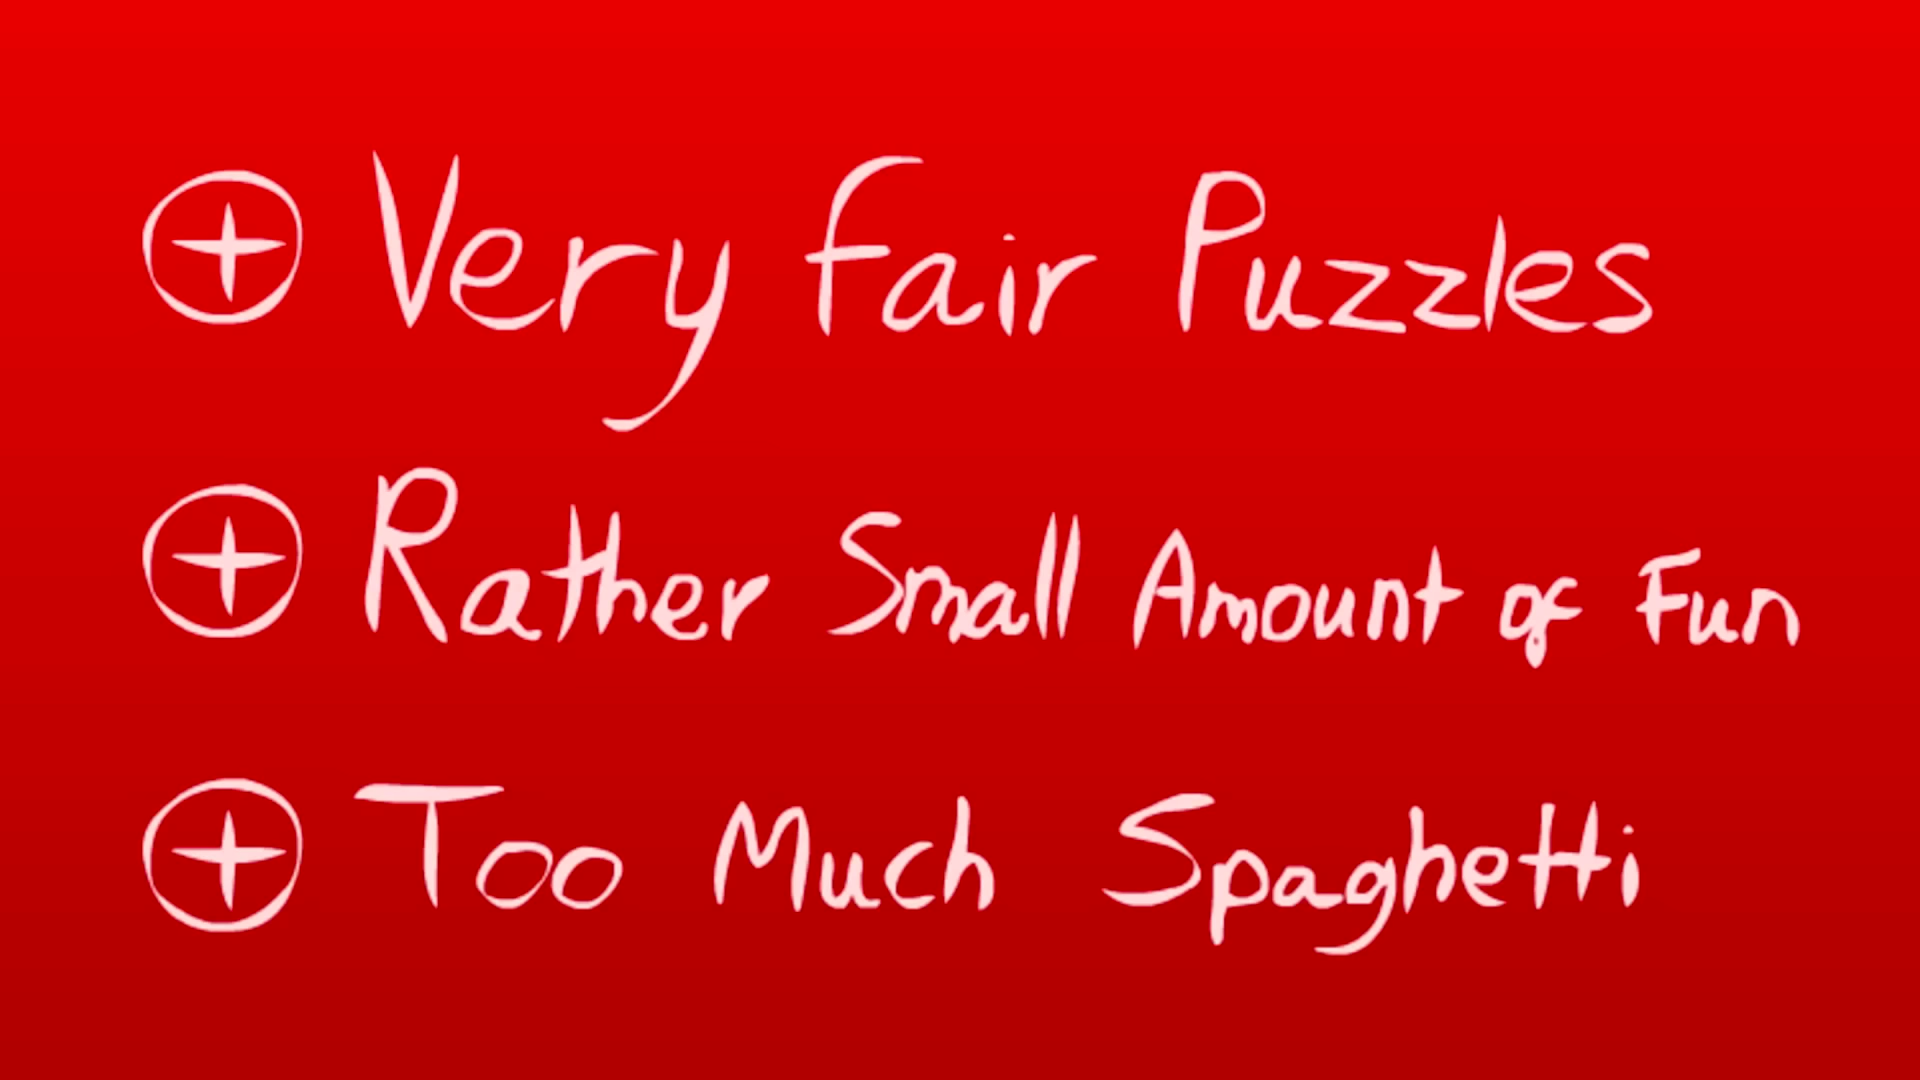 ⊕ Very Fair Puzzles
⊕ Rather Small Amount of Fun
⊕ Too Much Spaghetti